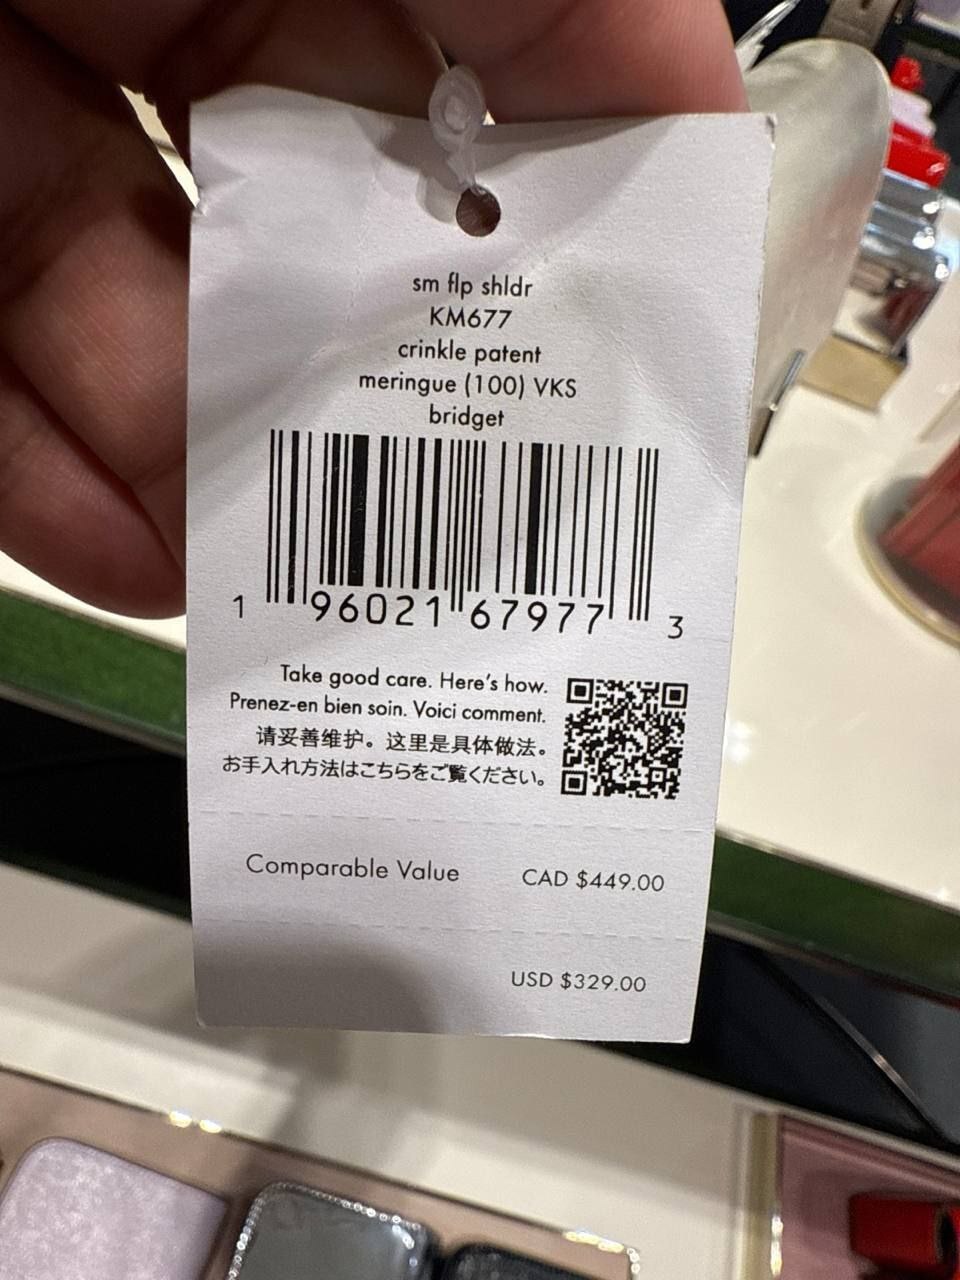 sm flp shldr
KM677
crinkle patent
meringue (100) VKS
bridget
1 96021 67977 3
Take good care. Here's how.
Prenez-en bien soin. Voici comment.
请妥善维护。这里是具体做法。
お手入れ方法はこちらをご覧ください。
Comparable Value CAD $449.00
USD $329.00